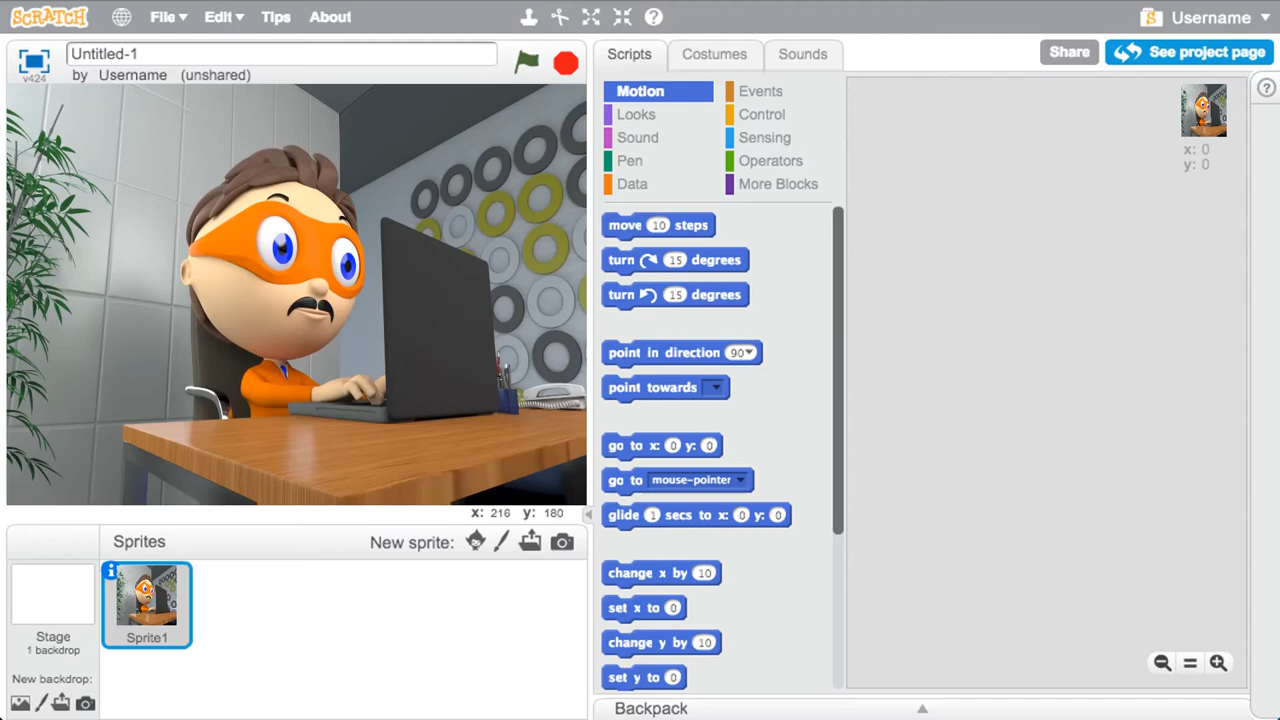 SCRATCH File Edit Tips About Username
v424 Untitled-1
by Username (unshared)
Scripts Costumes Sounds Share See project page
Motion Events
Looks Control
Sound Sensing
Pen Operators
Data More Blocks
x: 0
y: 0
move 10 steps
turn 15 degrees
turn 15 degrees
point in direction 90
point towards
go to x: 0 y: 0
go to mouse-pointer
glide 1 secs to x: 0 y: 0
change x by 10
set x to 0
change y by 10
set y to 0
x: 216 y: 180
Sprites New sprite:
Sprite1
Stage
1 backdrop
New backdrop:
Backpack